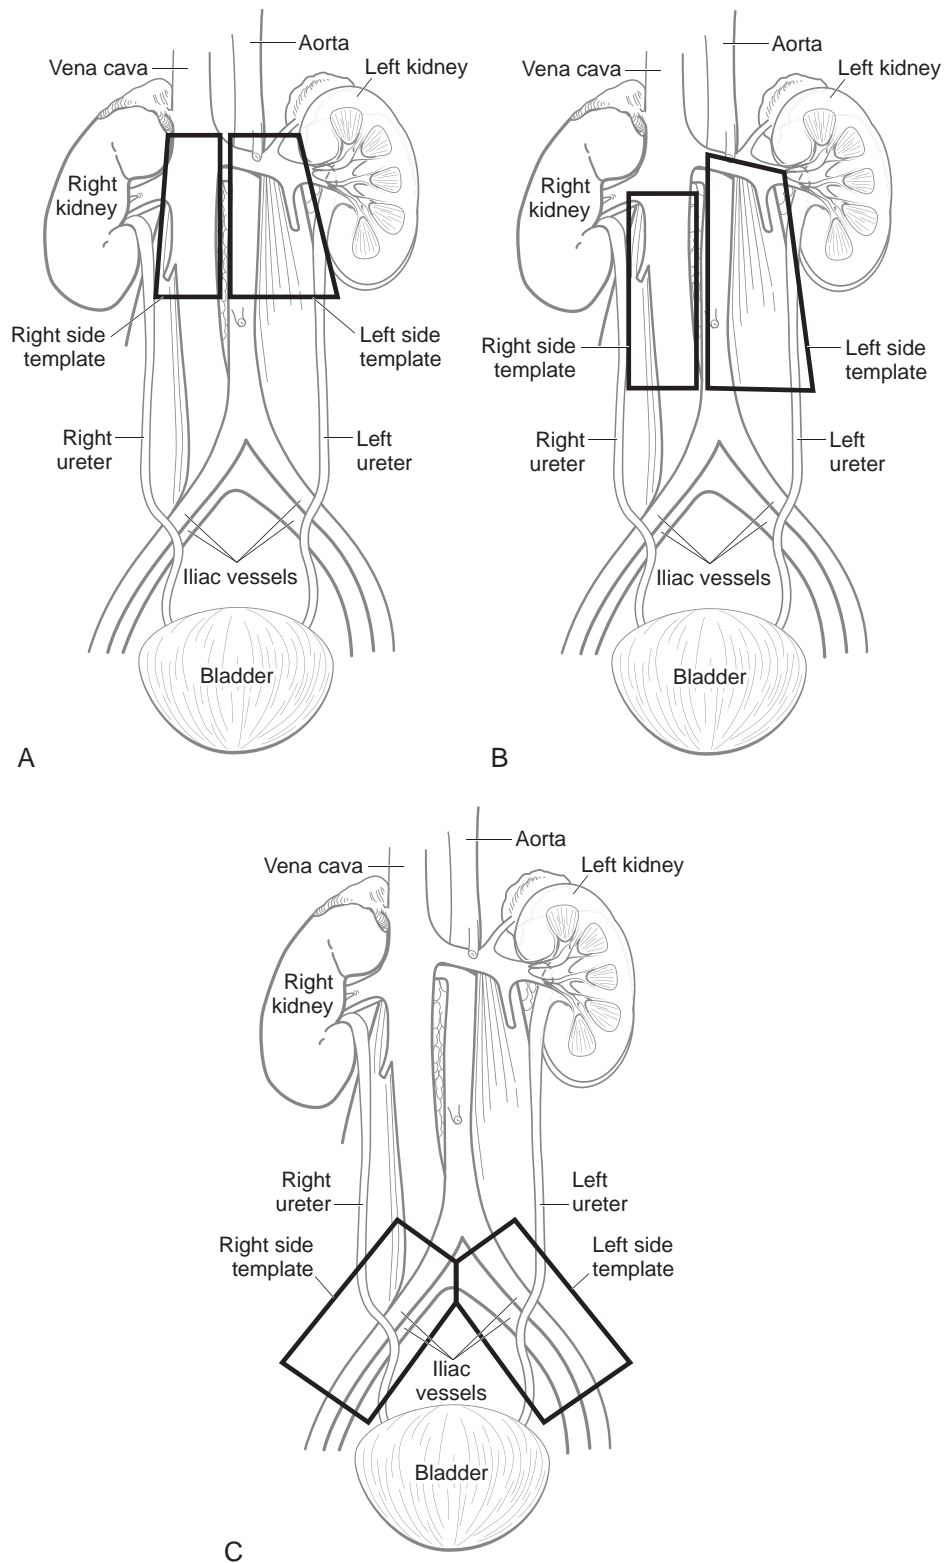 Aorta
Vena cava
Left kidney
Right
kidney
Right side
template
Left side
template
Right
ureter
Left
ureter
Iliac vessels
Bladder
A
Aorta
Vena cava
Left kidney
Right
kidney
Right side
template
Left side
template
Right
ureter
Left
ureter
Iliac vessels
Bladder
B
Aorta
Vena cava
Left kidney
Right
kidney
Right
ureter
Left
ureter
Right side
template
Left side
template
Iliac
vessels
Bladder
C